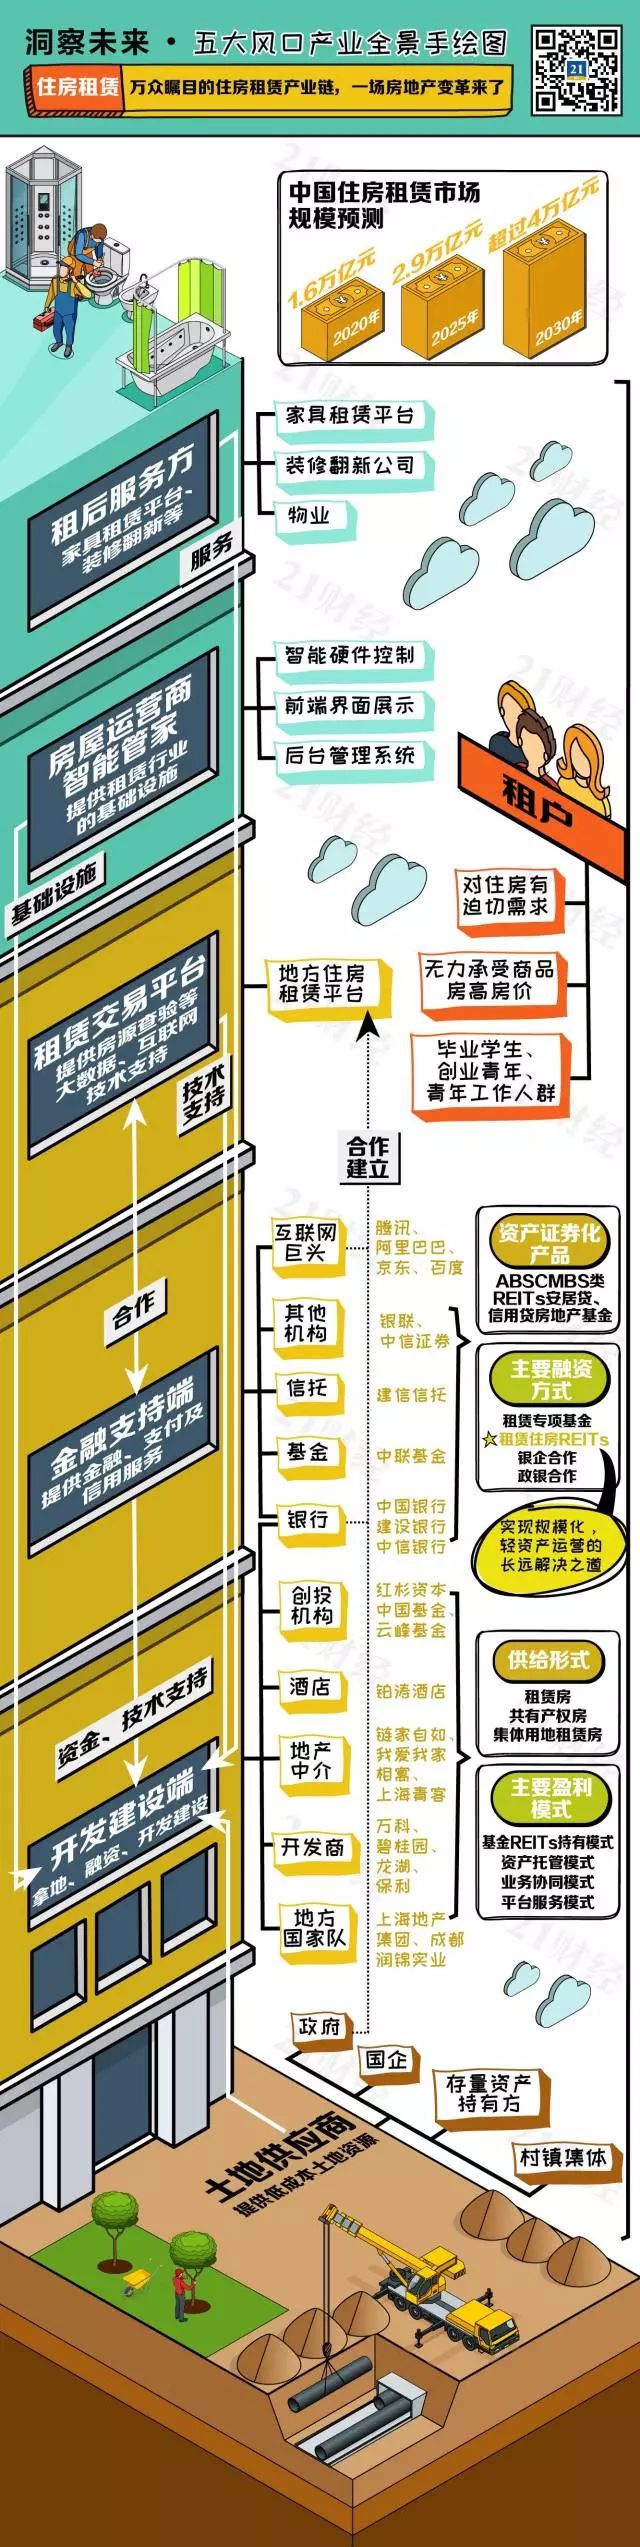 洞察未来·五大风口产业全景手绘图
住房租赁
万众瞩目的住房租赁产业链，一场房地产变革来了
21
中国住房租赁市场
规模预测
1.6万亿元
2.9万亿元
超过4万亿元
2020年
2025年
2030年
租后服务方
家具租赁平台、
装修翻新等
服务
家具租赁平台
装修翻新公司
物业
房屋运营商
智能管家
提供租赁行业
的基础设施
基础设施
智能硬件控制
前端界面展示
后台管理系统
租户
对住房有
迫切需求
无力承受商品
房高房价
毕业学生、
创业青年、
青年工作人群
租赁交易平台
提供房源查验等
大数据、互联网
技术支持
技术
支持
地方住房
租赁平台
合作
建立
合作
金融支持端
提供金融、支付及
信用服务
互联网
巨头
腾讯、
阿里巴巴、
京东、百度
其他
机构
银联、
中信证券
信托
建信信托
基金
中联基金
银行
中国银行
建设银行
中信银行
资产证券化
产品
ABSCMBS类
REITs安居贷、
信用贷房地产基金
主要融资
方式
租赁专项基金
租赁住房REITs
银企合作
政银合作
实现规模化，
轻资产运营的
长远解决之道
资金、技术支持
开发建设端
拿地、融资、开发建设
创投
机构
红杉资本
中国基金、
云峰基金
酒店
铂涛酒店
地产
中介
链家自如、
我爱我家
相寓、
上海青客
开发商
万科、
碧桂园、
龙湖、
保利
地方
国家队
上海地产
集团、成都
润锦实业
供给形式
租赁房
共有产权房
集体用地租赁房
主要盈利
模式
基金REITs持有模式
资产托管模式
业务协同模式
平台服务模式
政府
国企
存量资产
持有方
村镇集体
土地供应商
提供低成本土地资源
21财经